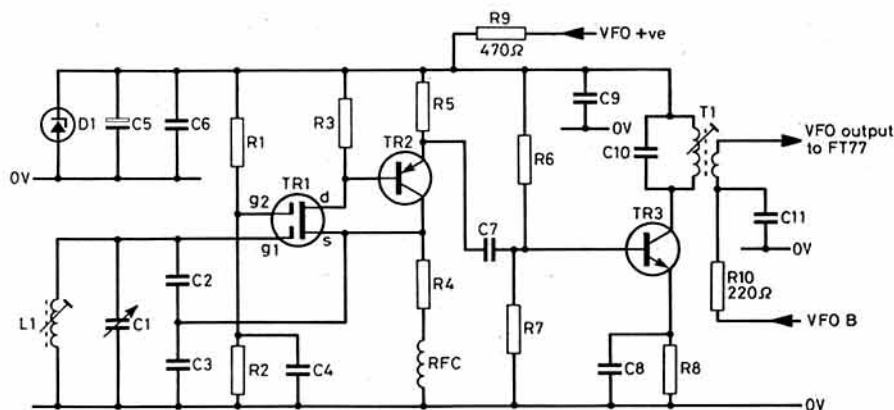 R9
470Ω
VFO +ve
D1
C5
C6
R1
R3
R5
TR2
C9
0V
R6
C10
T1
VFO output
to FT77
0V
TR1
d
g2
s
g1
C7
TR3
C11
0V
R10
220Ω
VFO B
C2
L1
C1
C3
R4
R7
R2
C4
RFC
C8
R8
0V